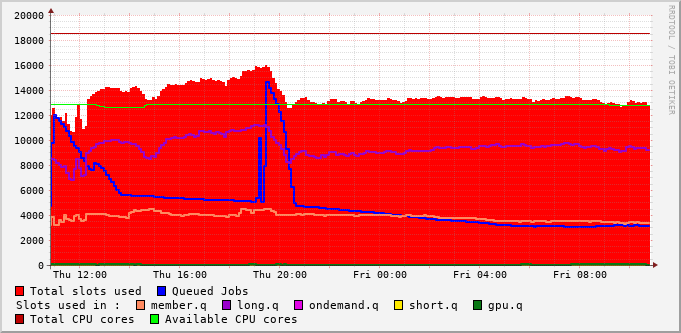 RRDTOOL / TOBI OETIKER
20000
18000
16000
14000
12000
10000
8000
6000
4000
2000
0
Thu 12:00 Thu 16:00 Thu 20:00 Fri 00:00 Fri 04:00 Fri 08:00
Total slots used Queued Jobs
Slots used in : member.q long.q ondemand.q short.q gpu.q
Total CPU cores Available CPU cores